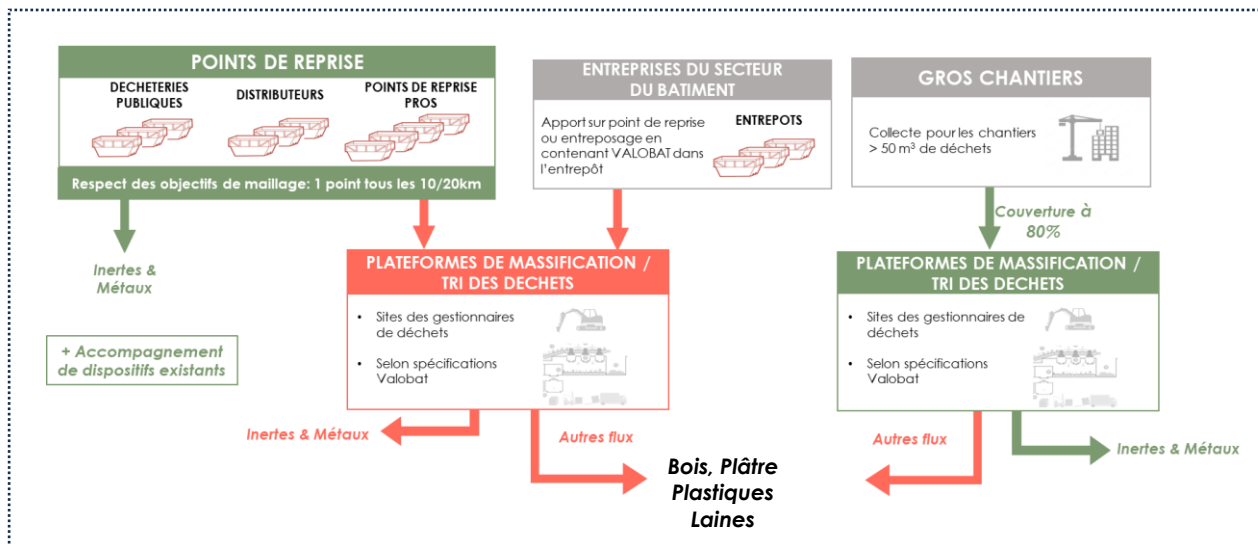 POINTS DE REPRISE
DECHETERIES
PUBLIQUES
DISTRIBUTEURS
POINTS DE REPRISE
PROS
Respect des objectifs de maillage: 1 point tous les 10/20km
ENTREPRISES DU SECTEUR
DU BATIMENT
Apport sur point de reprise
ou entreposage en
contenant VALOBAT dans
l'entrepôt
ENTREPOTS
GROS CHANTIERS
Collecte pour les chantiers
> 50 m³ de déchets
Couverture à
80%
Inertes &
Métaux
+ Accompagnement
de dispositifs existants
PLATEFORMES DE MASSIFICATION /
TRI DES DECHETS
• Sites des gestionnaires
de déchets
• Selon spécifications
Valobat
PLATEFORMES DE MASSIFICATION /
TRI DES DECHETS
• Sites des gestionnaires de
déchets
• Selon spécifications
Valobat
Inertes & Métaux
Autres flux
Bois, Plâtre
Plastiques
Laines
Autres flux
Inertes & Métaux